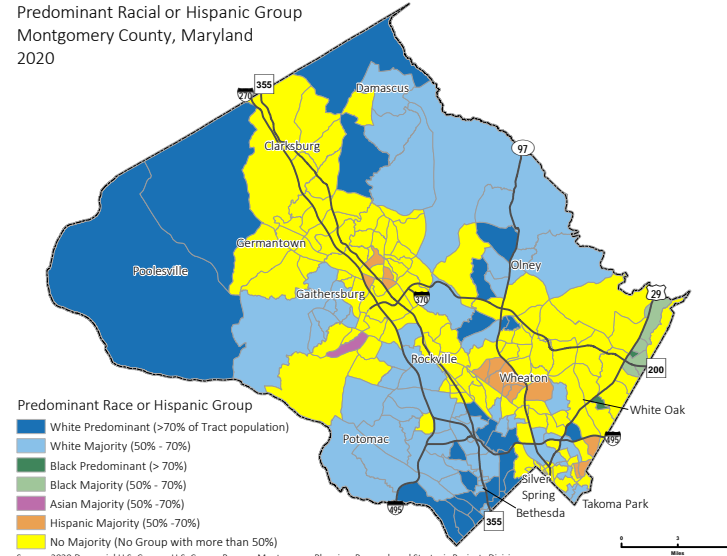 Predominant Racial or Hispanic Group
Montgomery County, Maryland
2020
355
270
Damascus
97
Clarksburg
Germantown
Olney
Poolesville
Gaithersburg
370
29
Rockville
200
Wheaton
White Oak
Potomac
495
Silver
Spring
Takoma Park
Bethesda
495
355
Predominant Race or Hispanic Group
White Predominant (>70% of Tract population)
White Majority (50% - 70%)
Black Predominant (> 70%)
Black Majority (50% - 70%)
Asian Majority (50% -70%)
Hispanic Majority (50% -70%)
No Majority (No Group with more than 50%)
0 3
Miles